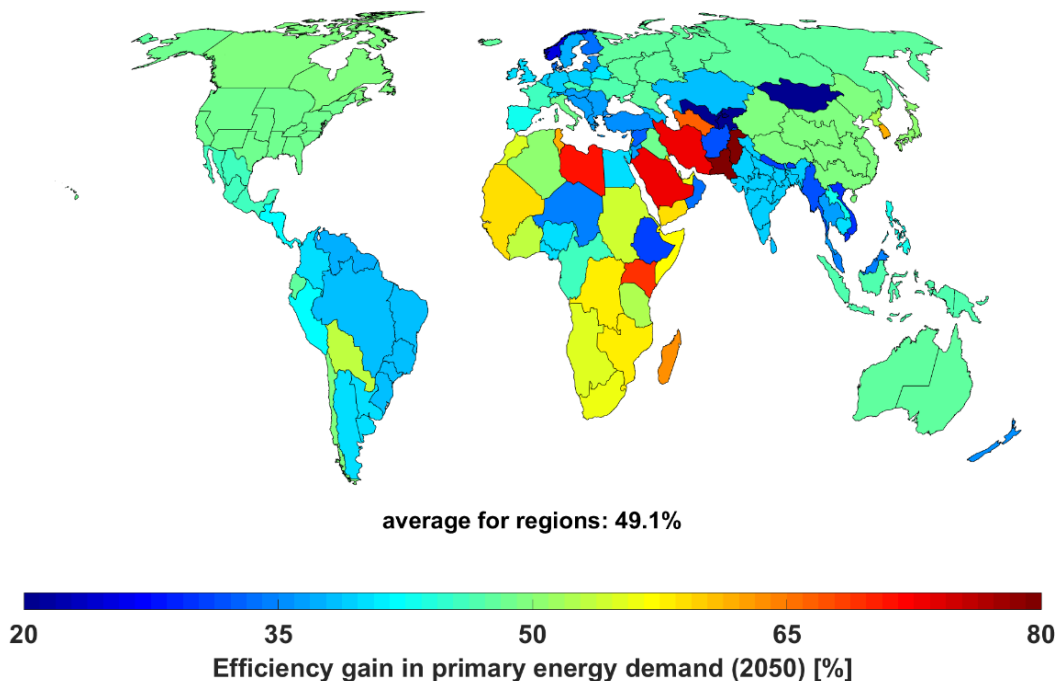 average for regions: 49.1%
20 35 50 65 80
Efficiency gain in primary energy demand (2050) [%]